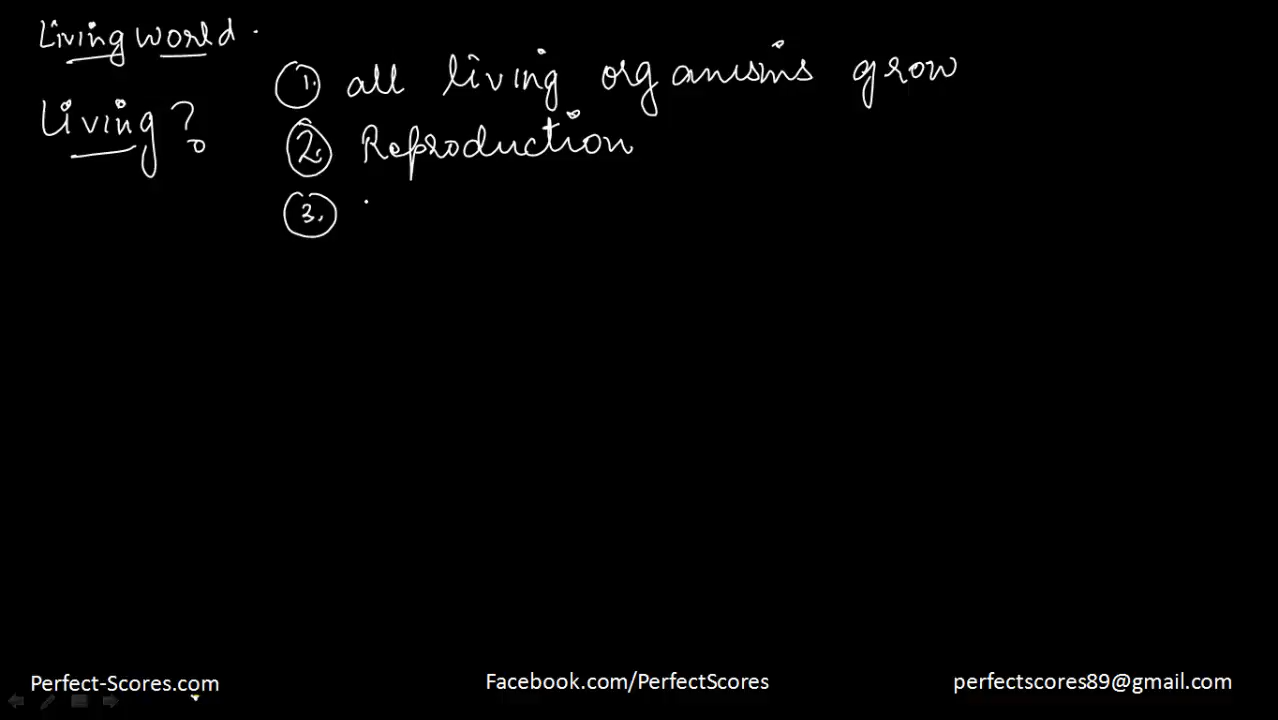 Living world.
Living?
1. all living organisms grow
2. Reproduction
3.
Perfect-Scores.com
Facebook.com/PerfectScores
perfectscores89@gmail.com